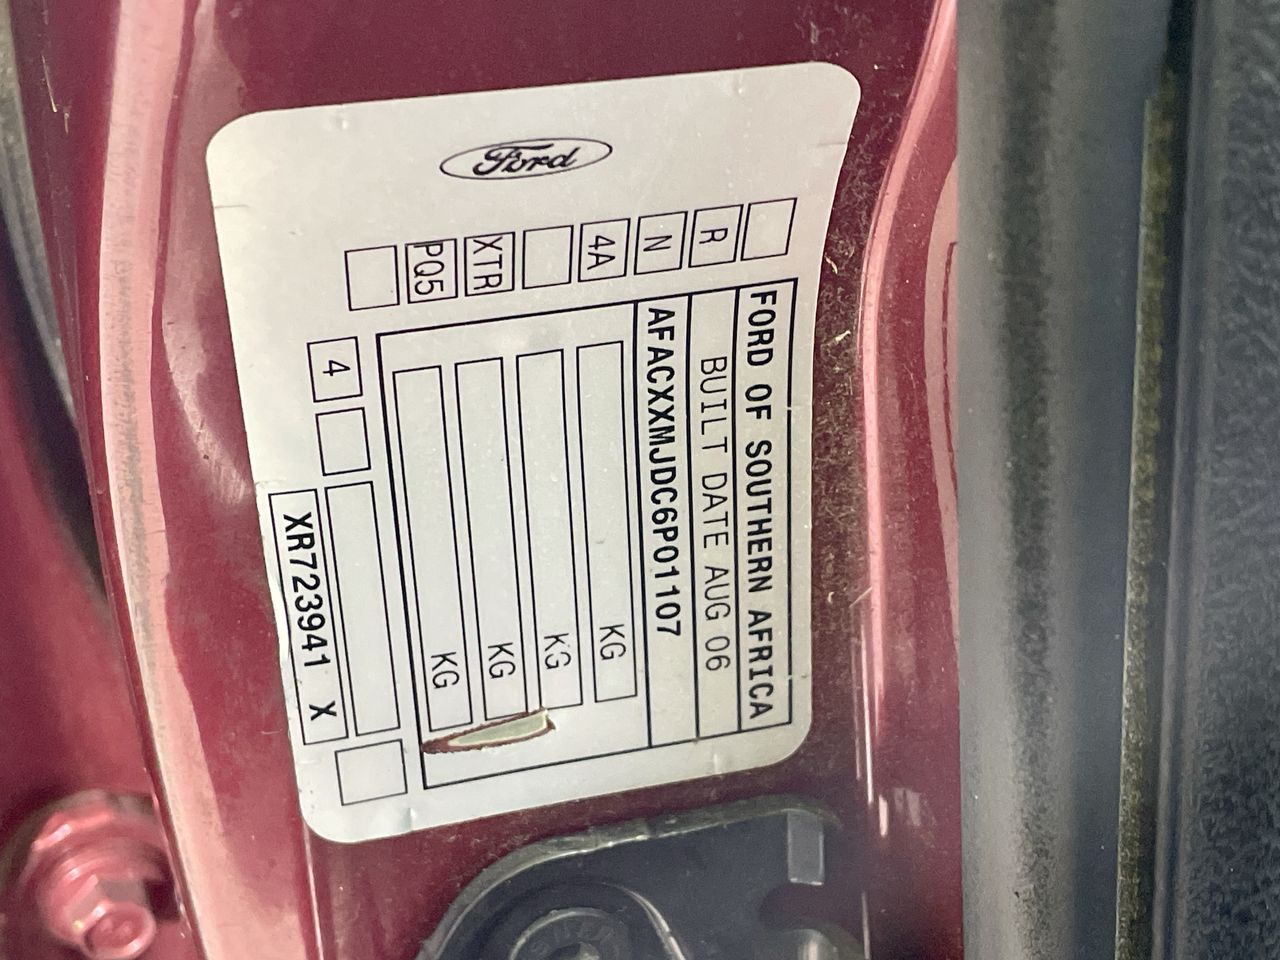 Ford
R
N
4A
XTR
PQ5
FORD OF SOUTHERN AFRICA
BUILT DATE AUG 06
AFACXXMJDC6P01107
KG
KG
KG
KG
4
XR723941 X